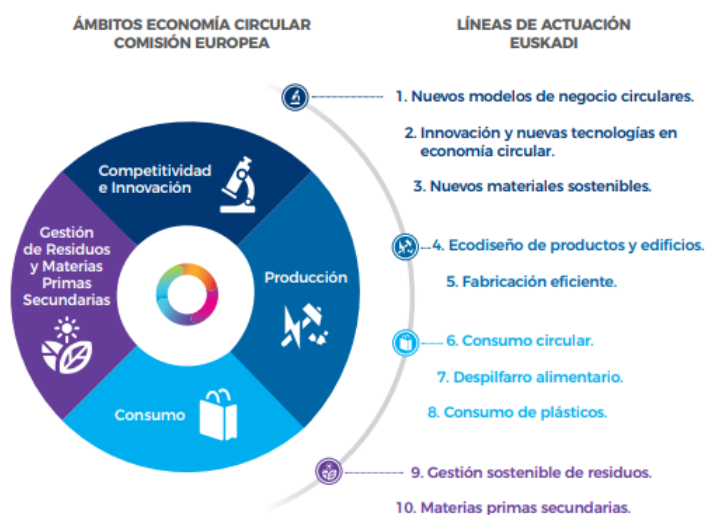 ÁMBITOS ECONOMÍA CIRCULAR
COMISIÓN EUROPEA
Competitividad
e Innovación
Gestión
de Residuos
y Materias
Primas
Secundarias
Producción
Consumo
LÍNEAS DE ACTUACIÓN
EUSKADI
1. Nuevos modelos de negocio circulares.
2. Innovación y nuevas tecnologías en
economía circular.
3. Nuevos materiales sostenibles.
4. Ecodiseño de productos y edificios.
5. Fabricación eficiente.
6. Consumo circular.
7. Despilfarro alimentario.
8. Consumo de plásticos.
9. Gestión sostenible de residuos.
10. Materias primas secundarias.